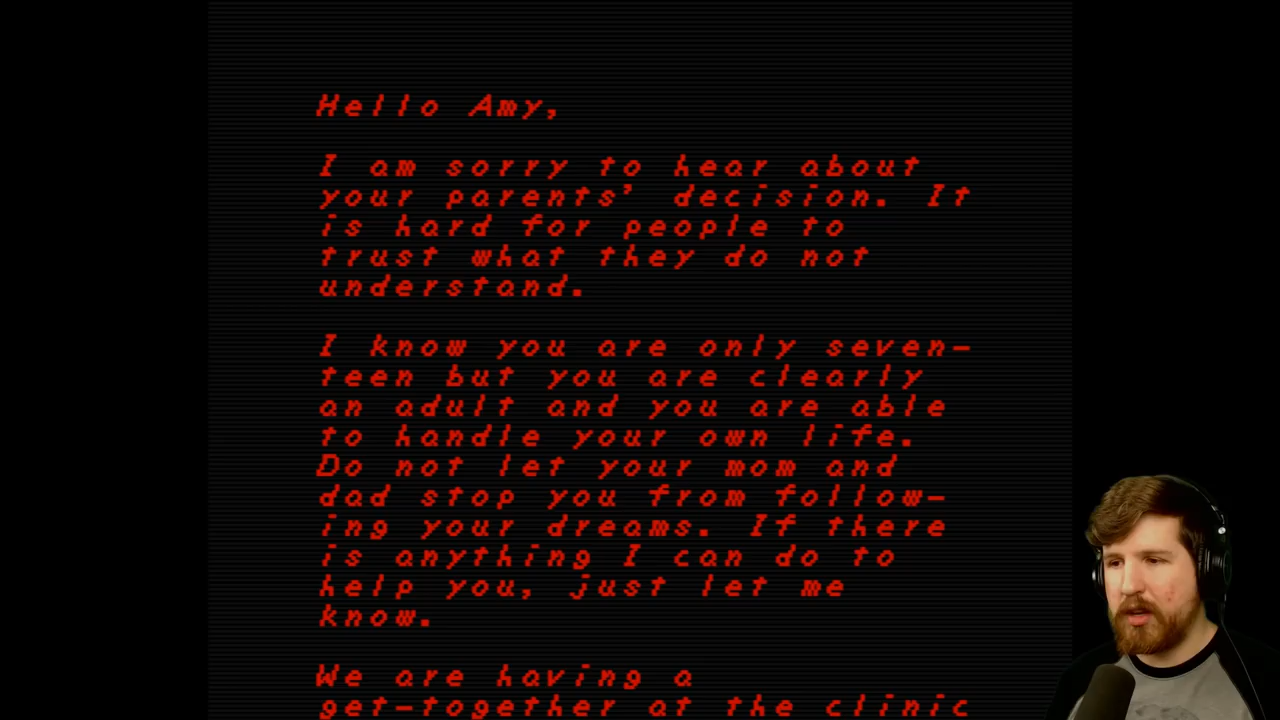 Hello Amy,
I am sorry to hear about
your parents' decision. It
is hard for people to
trust what they do not
understand.
I know you are only seven-
teen but you are clearly
an adult and you are able
to handle your own life.
Do not let your mom and
dad stop you from follow-
ing your dreams. If there
is anything I can do to
help you, just let me
know.
We are having a
get-together at the clinic